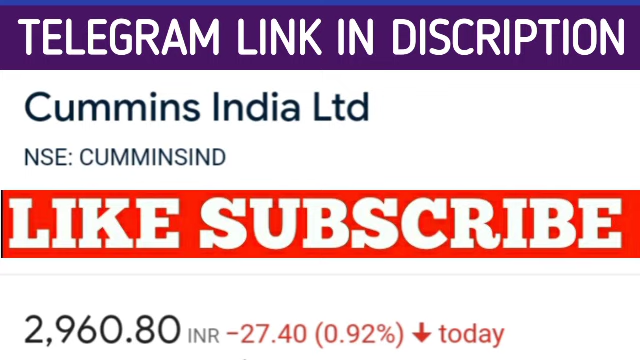 TELEGRAM LINK IN DISCRIPTION
Cummins India Ltd
NSE: CUMMINSIND
LIKE SUBSCRIBE
2,960.80 INR −27.40 (0.92%) ↓ today